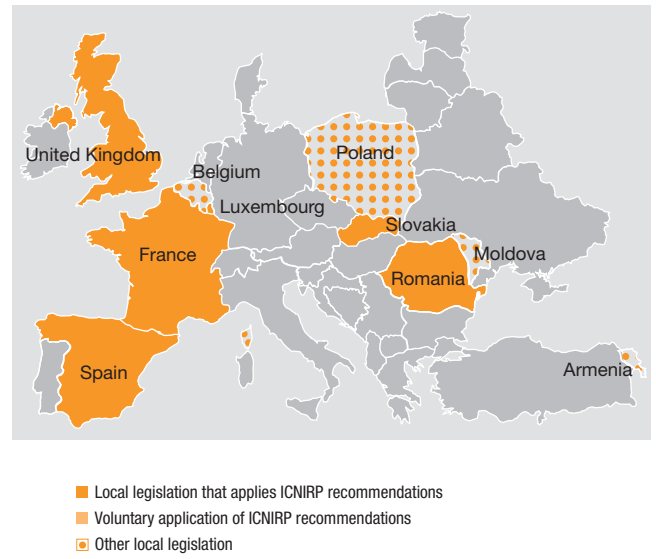 United Kingdom
Belgium
Poland
Luxembourg
Slovakia
France
Moldova
Romania
Spain
Armenia
Local legislation that applies ICNIRP recommendations
Voluntary application of ICNIRP recommendations
Other local legislation